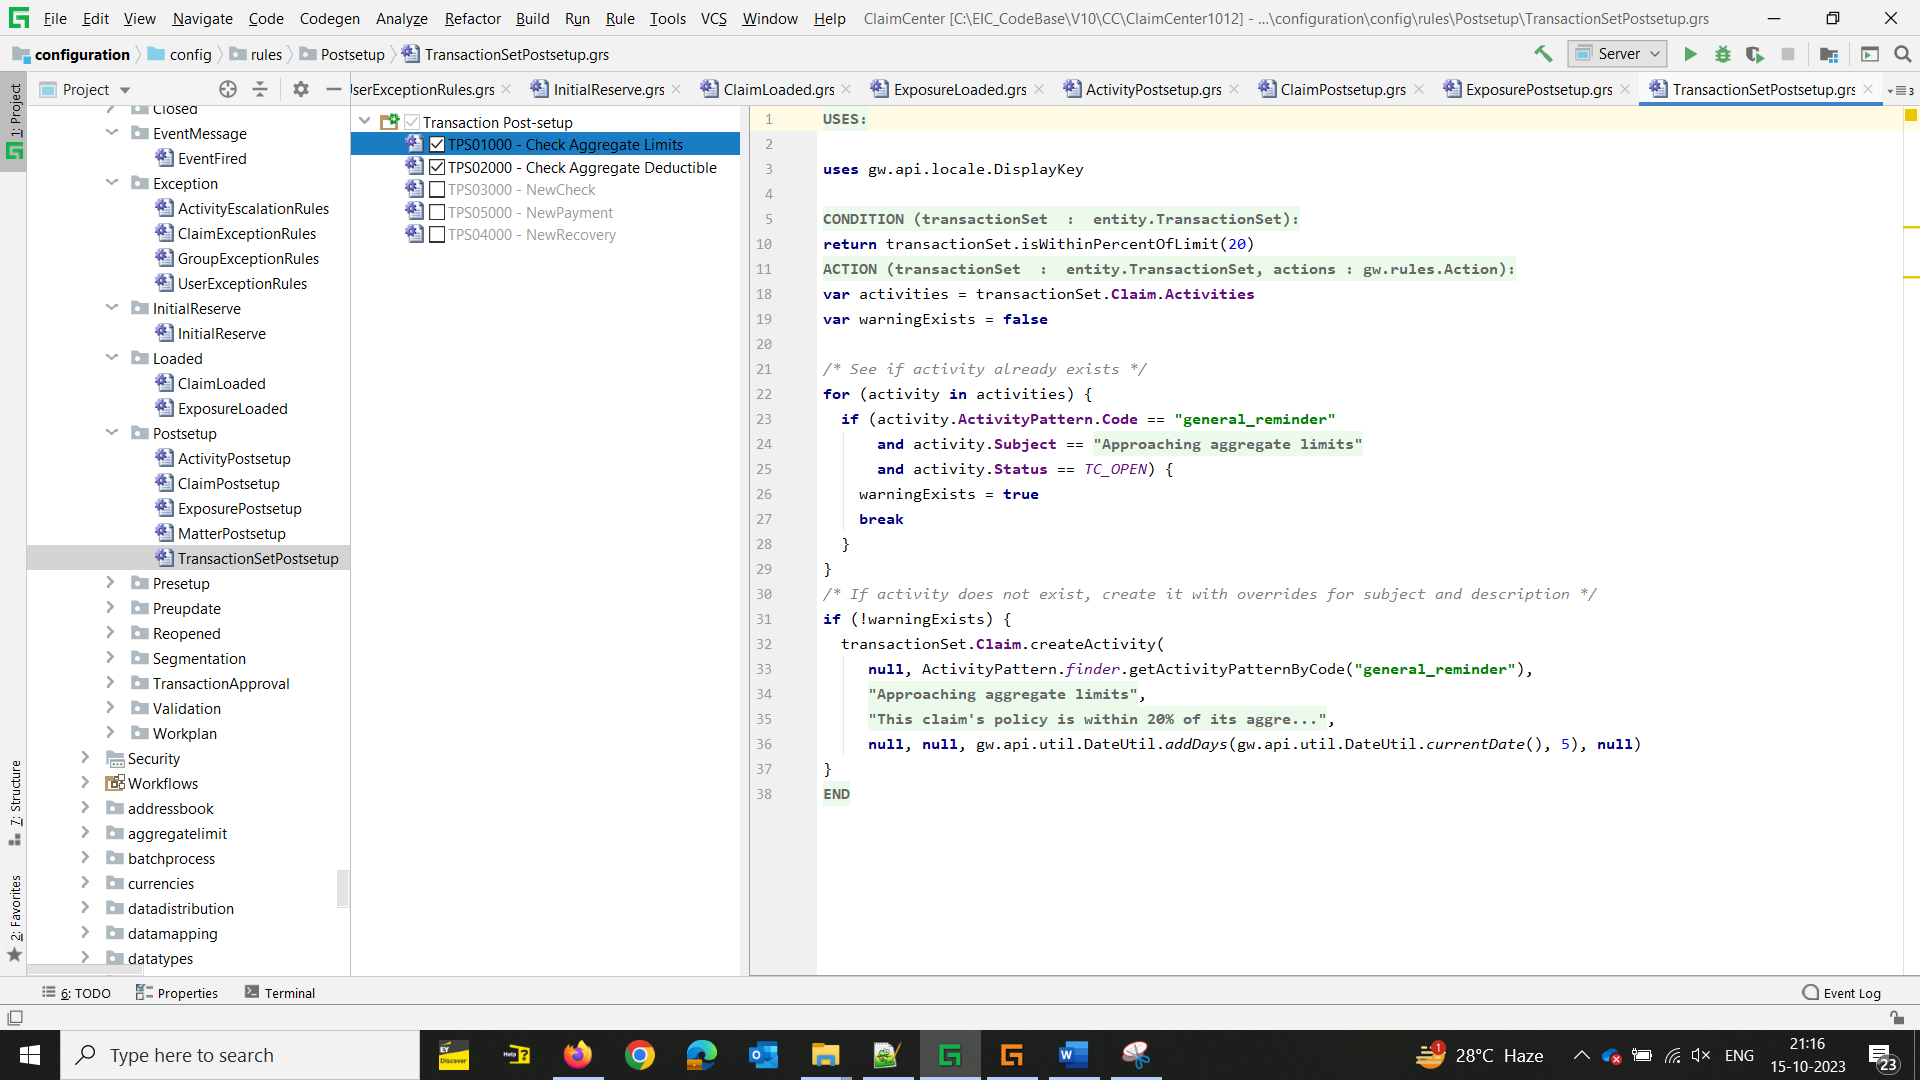 File Edit View Navigate Code Codegen Analyze Refactor Build Run Rule Tools VCS Window Help ClaimCenter [C:\EIC_CodeBase\V10\CC\ClaimCenter1012] - ...\configuration\config\rules\Postsetup\TransactionSetPostsetup.grs
configuration config rules Postsetup TransactionSetPostsetup.grs Server
Project serExceptionRules.grs InitialReserve.grs ClaimLoaded.grs ExposureLoaded.grs ActivityPostsetup.grs ClaimPostsetup.grs ExposurePostsetup.grs TransactionSetPostsetup.grs 3
1: Project
7: Structure
2: Favorites
Closed
EventMessage
EventFired
Exception
ActivityEscalationRules
ClaimExceptionRules
GroupExceptionRules
UserExceptionRules
InitialReserve
InitialReserve
Loaded
ClaimLoaded
ExposureLoaded
Postsetup
ActivityPostsetup
ClaimPostsetup
ExposurePostsetup
MatterPostsetup
TransactionSetPostsetup
Presetup
Preupdate
Reopened
Segmentation
TransactionApproval
Validation
Workplan
Security
Workflows
addressbook
aggregatelimit
batchprocess
currencies
datadistribution
datamapping
datatypes
Transaction Post-setup
TPS01000 - Check Aggregate Limits
TPS02000 - Check Aggregate Deductible
TPS03000 - NewCheck
TPS05000 - NewPayment
TPS04000 - NewRecovery
1 USES:
2
3 uses gw.api.locale.DisplayKey
4
5 CONDITION (transactionSet : entity.TransactionSet):
10 return transactionSet.isWithinPercentOfLimit(20)
11 ACTION (transactionSet : entity.TransactionSet, actions : gw.rules.Action):
18 var activities = transactionSet.Claim.Activities
19 var warningExists = false
20
21 /* See if activity already exists */
22 for (activity in activities) {
23 if (activity.ActivityPattern.Code == "general_reminder"
24 and activity.Subject == "Approaching aggregate limits"
25 and activity.Status == TC_OPEN) {
26 warningExists = true
27 break
28 }
29 }
30 /* If activity does not exist, create it with overrides for subject and description */
31 if (!warningExists) {
32 transactionSet.Claim.createActivity(
33 null, ActivityPattern.finder.getActivityPatternByCode("general_reminder"),
34 "Approaching aggregate limits",
35 "This claim's policy is within 20% of its aggre...",
36 null, null, gw.api.util.DateUtil.addDays(gw.api.util.DateUtil.currentDate(), 5), null)
37 }
38 END
6: TODO Properties Terminal Event Log
Type here to search EY Discover Help ? 1 28°C Haze ENG 21:16
15-10-2023 23